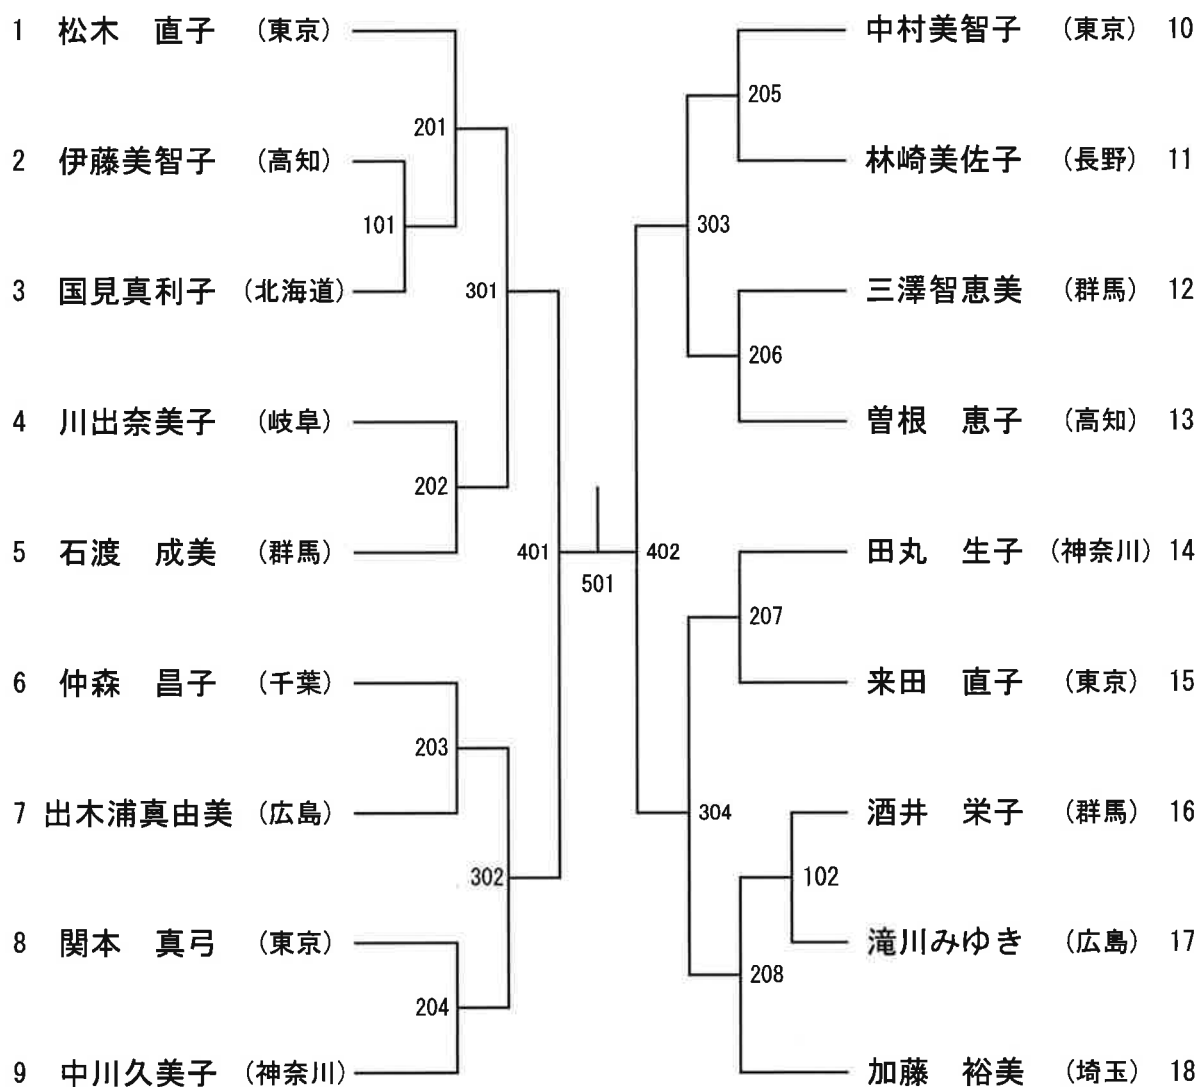 1 松木 直子 (東京)
201
2 伊藤美智子 (高知)
101
3 国見真利子 (北海道)
301
4 川出奈美子 (岐阜)
202
5 石渡 成美 (群馬)
401
6 仲森 昌子 (千葉)
203
7 出木浦真由美 (広島)
302
8 関本 真弓 (東京)
204
9 中川久美子 (神奈川)
501
中村美智子 (東京) 10
205
林崎美佐子 (長野) 11
303
三澤智恵美 (群馬) 12
206
曽根 恵子 (高知) 13
402
田丸 生子 (神奈川) 14
207
来田 直子 (東京) 15
304
酒井 栄子 (群馬) 16
102
滝川みゆき (広島) 17
208
加藤 裕美 (埼玉) 18